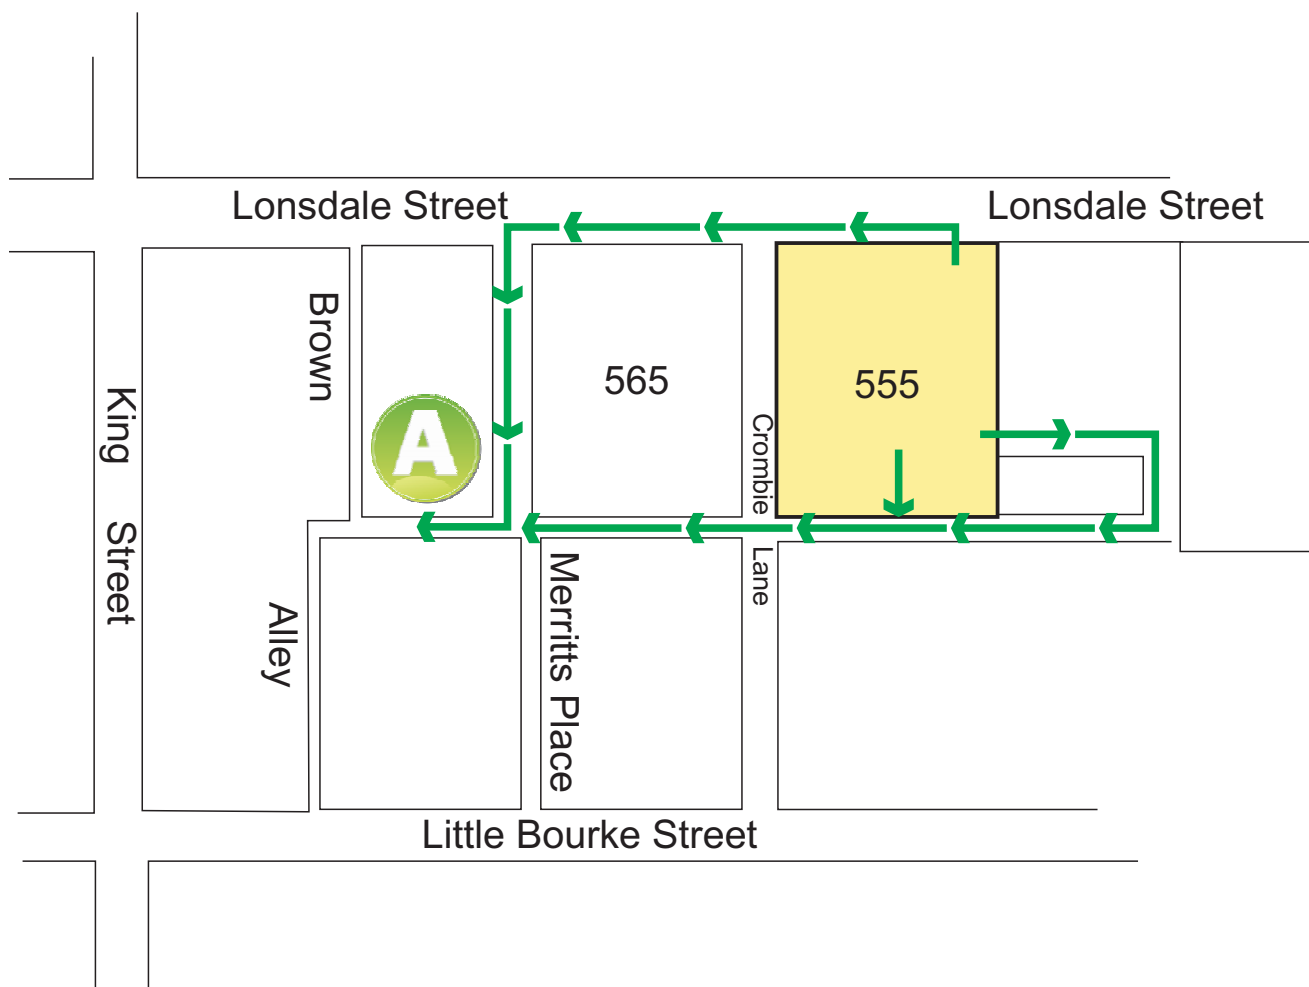 Lonsdale Street
Lonsdale Street
Brown
565
555
King
A
Crombie
Street
Lane
Merritts Place
Alley
Little Bourke Street